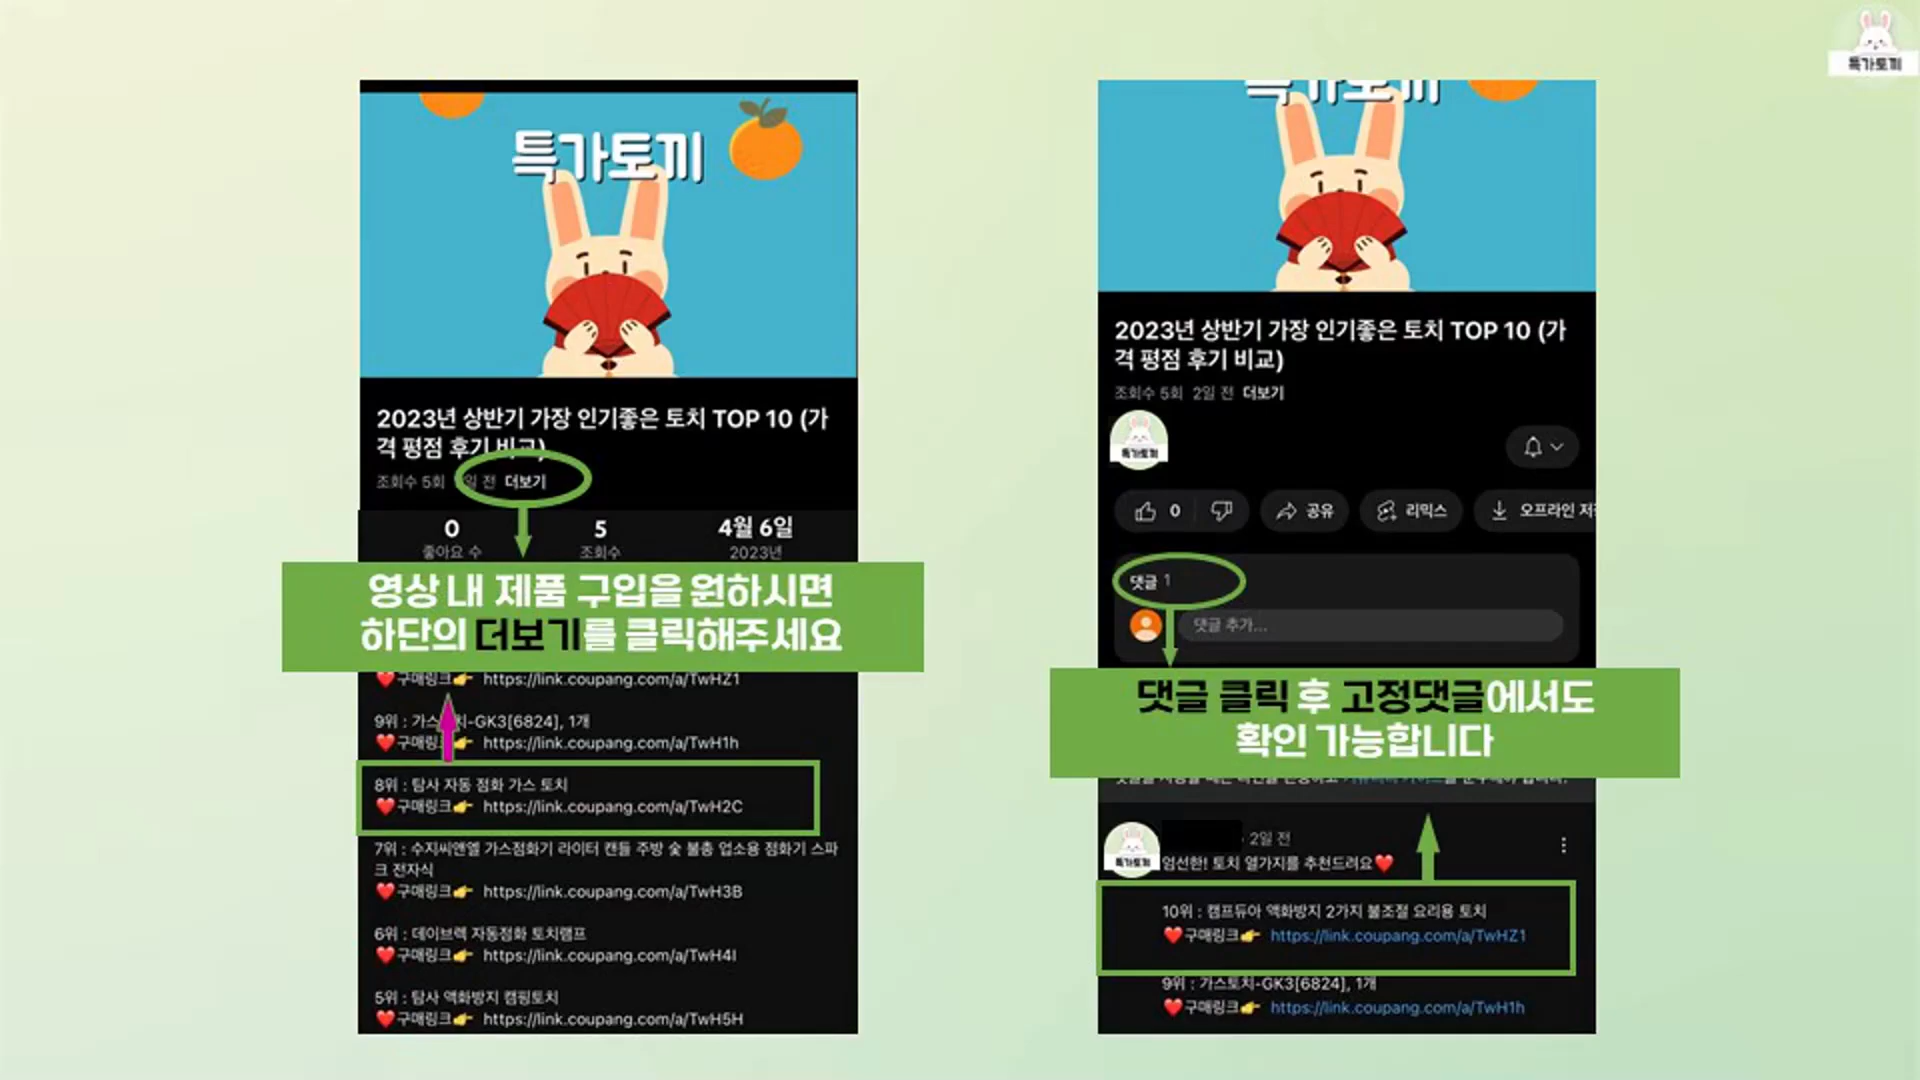 특가토끼
특가토끼
2023년 상반기 가장 인기좋은 토치 TOP 10 (가
격 평점 후기 비교)
조회수 5회 일 전 더보기
0 5 4월 6일
좋아요 수 조회수 2023년
영상 내 제품 구입을 원하시면
하단의 더보기를 클릭해주세요
❤️구매링크👉 https://link.coupang.com/a/TwHZ1
9위 : 가스토치-GK3[6824], 1개
❤️구매링크👉 https://link.coupang.com/a/TwH1h
8위 : 탐사 자동 점화 가스 토치
❤️구매링크👉 https://link.coupang.com/a/TwH2C
7위 : 수지씨앤엘 가스점화기 라이터 캔들 주방 숯 불총 업소용 점화기 스파
크 전자식
❤️구매링크👉 https://link.coupang.com/a/TwH3B
6위 : 데이브렉 자동점화 토치램프
❤️구매링크👉 https://link.coupang.com/a/TwH4I
5위 : 탐사 액화방지 캠핑토치
❤️구매링크👉 https://link.coupang.com/a/TwH5H
특가토끼
2023년 상반기 가장 인기좋은 토치 TOP 10 (가
격 평점 후기 비교)
조회수 5회 2일 전 더보기
특가토끼
0 공유 리믹스 오프라인 저장
댓글 1
댓글 추가...
댓글 클릭 후 고정댓글에서도
확인 가능합니다
특가토끼
· 2일 전
엄선한! 토치 열가지를 추천드려요❤️
10위 : 캠프듀아 액화방지 2가지 불조절 요리용 토치
❤️구매링크👉 https://link.coupang.com/a/TwHZ1
9위 : 가스토치-GK3[6824], 1개
❤️구매링크👉 https://link.coupang.com/a/TwH1h